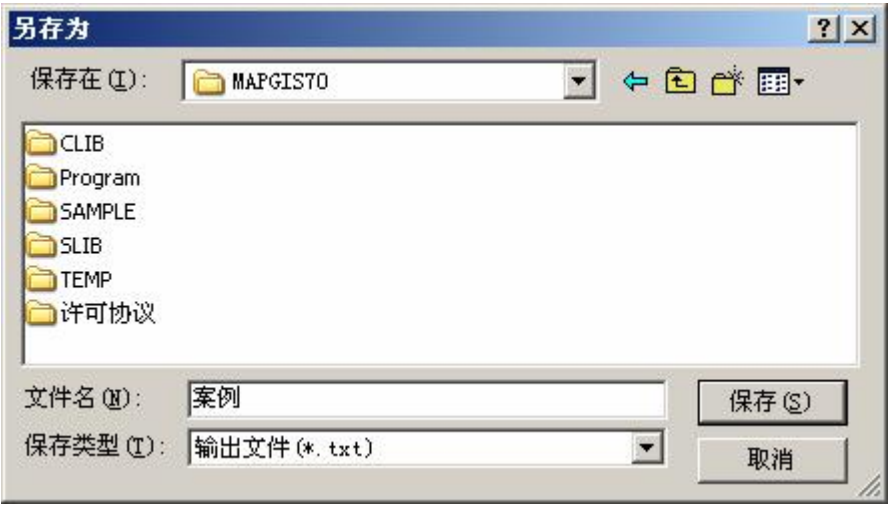 另存为
保存在(I): MAPGIS70
CLIB
Program
SAMPLE
SLIB
TEMP
许可协议
文件名(N): 案例 保存(S)
保存类型(T): 输出文件(*.txt) 取消